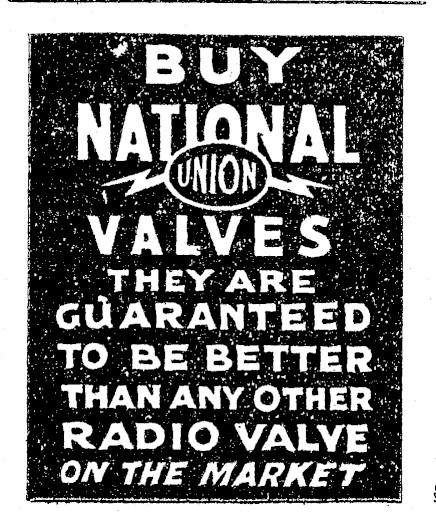 BUY
NATIONAL
UNION
VALVES
THEY ARE
GUARANTEED
TO BE BETTER
THAN ANY OTHER
RADIO VALVE
ON THE MARKET